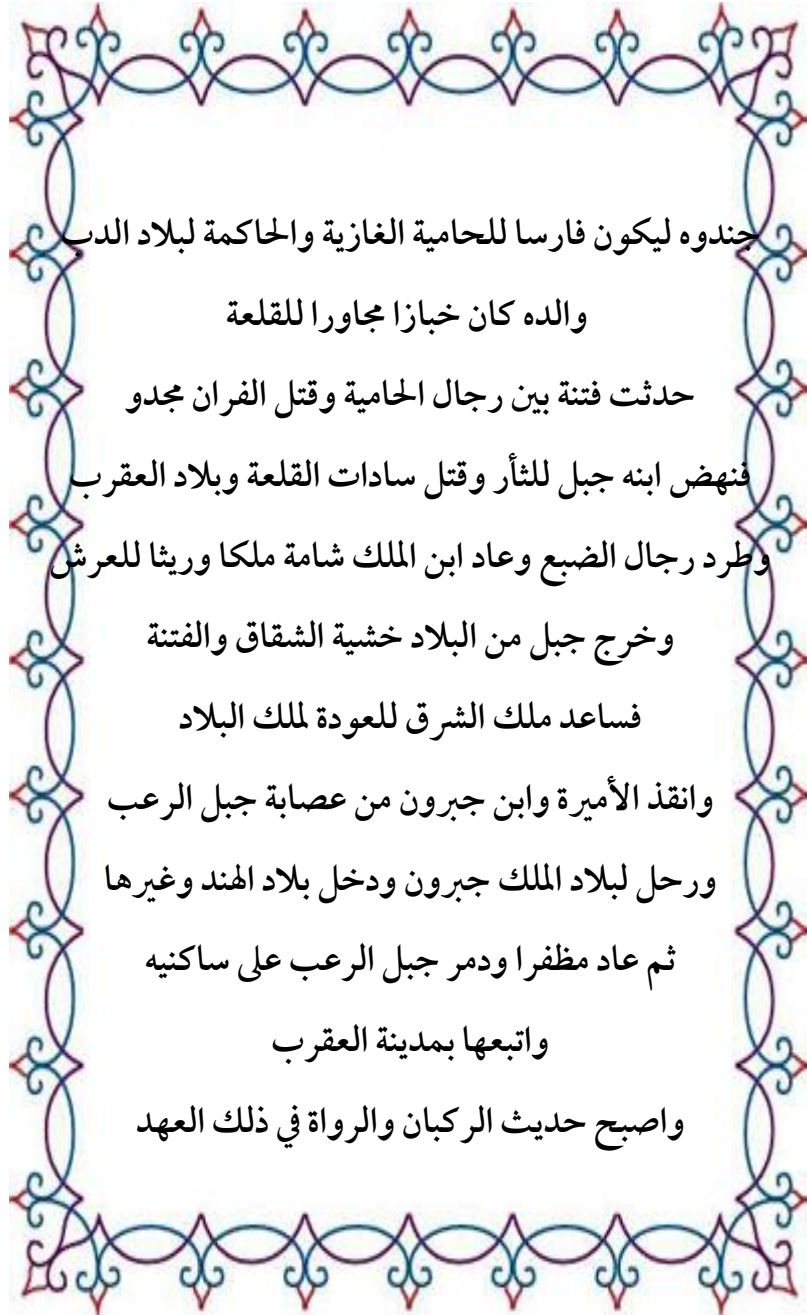 جندوه ليكون فارسا للحامية الغازية والحاكمة لبلاد الدب
والده كان خبازا مجاورا للقلعة
حدثت فتنة بين رجال الحامية وقتل الفران مجدو
فنهض ابنه جبل للثأر وقتل سادات القلعة وبلاد العقرب
وطرد رجال الضبع وعاد ابن الملك شامة ملكا وريثا للعرش
وخرج جبل من البلاد خشية الشقاق والفتنة
فساعد ملك الشرق للعودة لملك البلاد
وانقذ الأميرة وابن جبرون من عصابة جبل الرعب
ورحل لبلاد الملك جبرون ودخل بلاد الهند وغيرها
ثم عاد مظفرا ودمر جبل الرعب على ساكنيه
واتبعها بمدينة العقرب
واصبح حديث الركبان والرواة في ذلك العهد